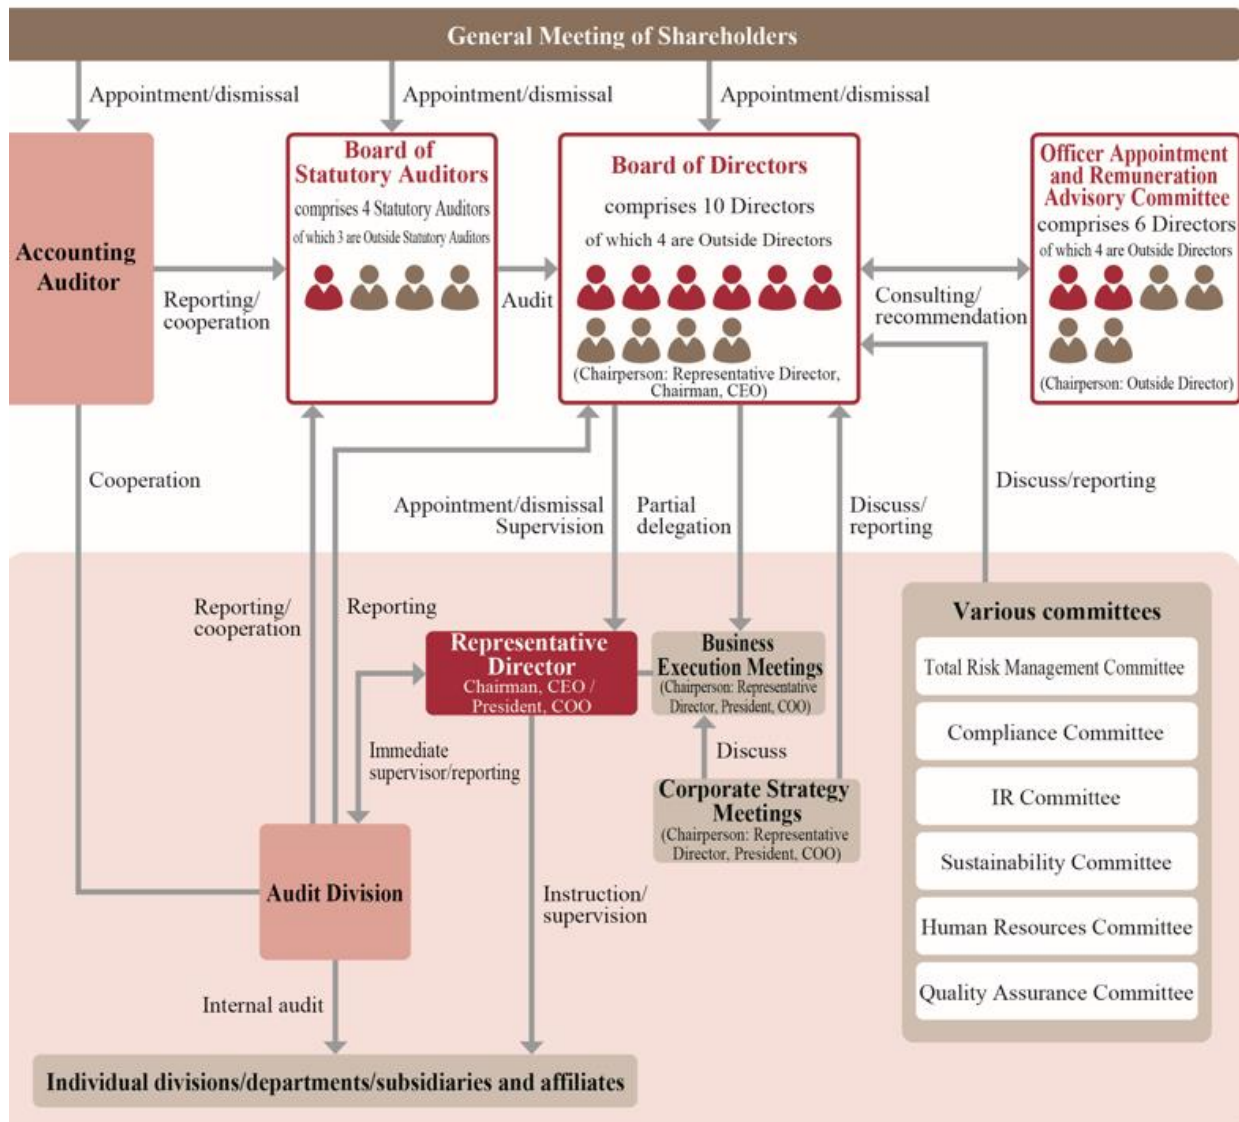 General Meeting of Shareholders
Appointment/dismissal
Appointment/dismissal
Appointment/dismissal
Accounting
Auditor
Board of
Statutory Auditors
comprises 4 Statutory Auditors
of which 3 are Outside Statutory Auditors
Board of Directors
comprises 10 Directors
of which 4 are Outside Directors
(Chairperson: Representative Director,
Chairman, CEO)
Officer Appointment
and Remuneration
Advisory Committee
comprises 6 Directors
of which 4 are Outside Directors
(Chairperson: Outside Director)
Reporting/
cooperation
Audit
Consulting/
recommendation
Cooperation
Appointment/dismissal
Supervision
Partial
delegation
Discuss/
reporting
Discuss/reporting
Reporting/
cooperation
Reporting
Representative
Director
Chairman, CEO /
President, COO
Business
Execution Meetings
(Chairperson: Representative
Director, President, COO)
Immediate
supervisor/reporting
Discuss
Corporate Strategy
Meetings
(Chairperson: Representative
Director, President, COO)
Various committees
Total Risk Management Committee
Compliance Committee
IR Committee
Sustainability Committee
Human Resources Committee
Quality Assurance Committee
Audit Division
Instruction/
supervision
Internal audit
Individual divisions/departments/subsidiaries and affiliates